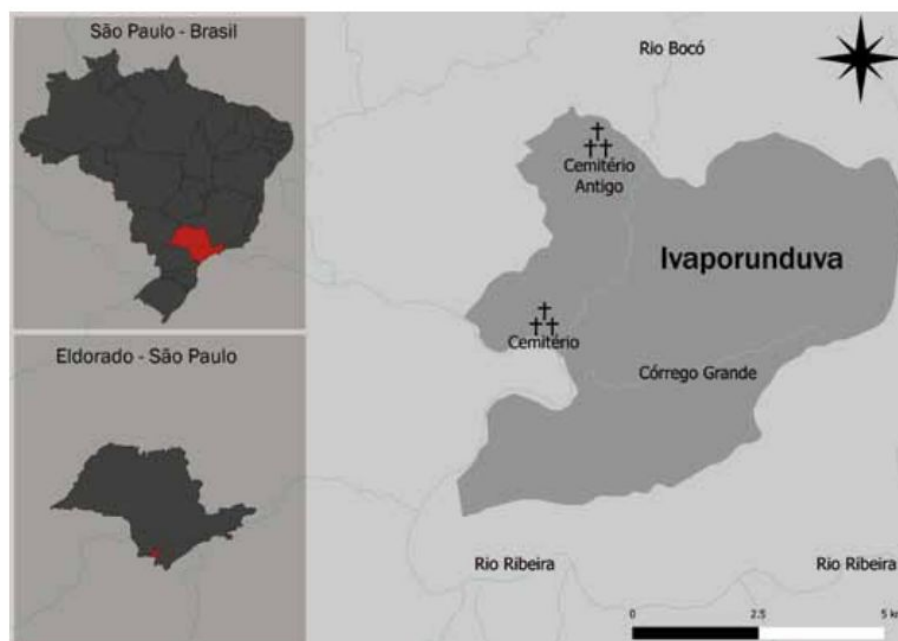 São Paulo - Brasil
Eldorado - São Paulo
Rio Bocó
Cemitério
Antigo
Ivaporunduva
Cemitério
Córrego Grande
Rio Ribeira
Rio Ribeira
0 2.5 5 km